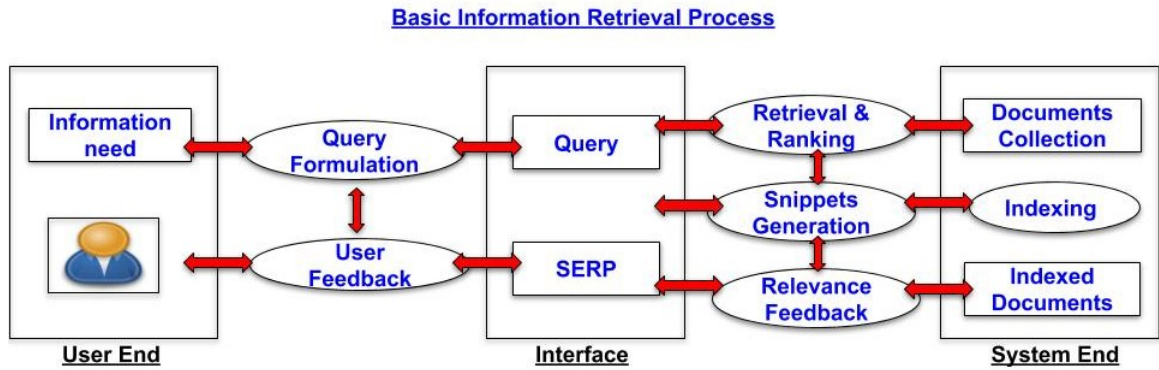 Basic Information Retrieval Process
Information
need
Query
Formulation
Query
Retrieval &
Ranking
Documents
Collection
Snippets
Generation
Indexing
User
Feedback
SERP
Relevance
Feedback
Indexed
Documents
User End
Interface
System End